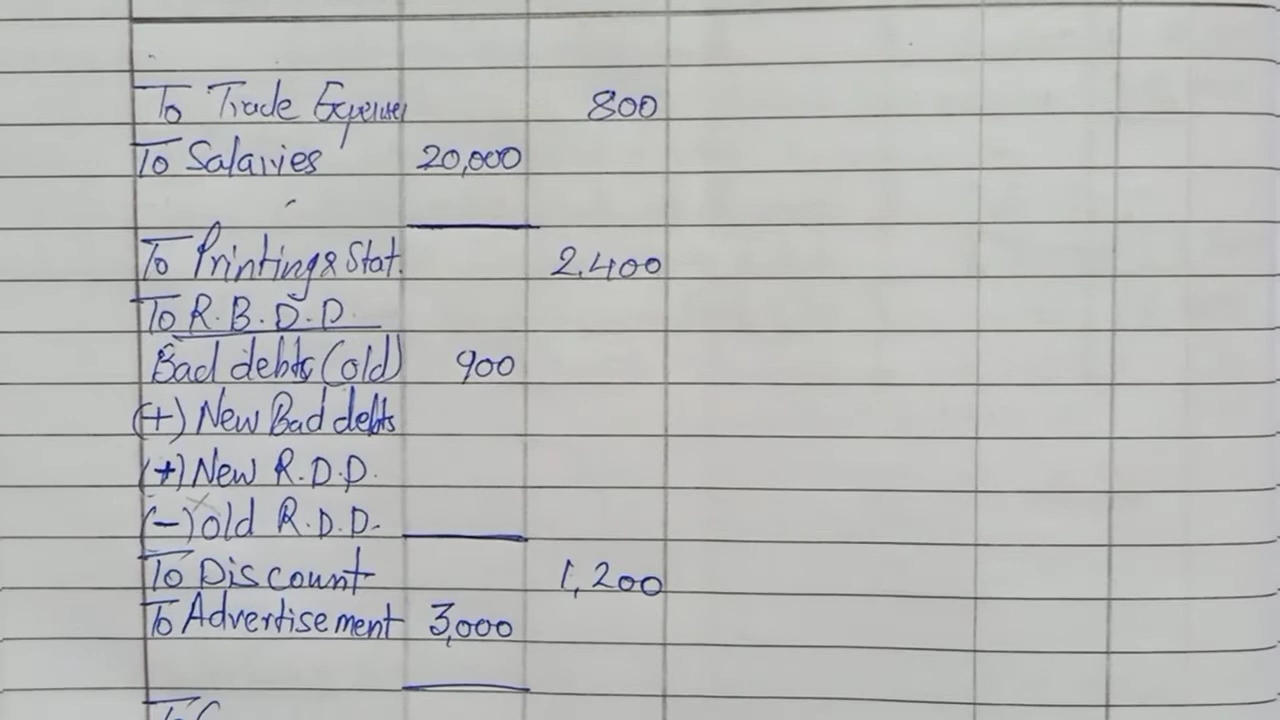 To Trade Expenses 800
To Salaries 20,000
To Printing & Stat. 2,400
To R.B.D.D.
Bad debts (old) 900
(+) New Bad debts
(+) New R.D.D.
(-) old R.D.D.
To Discount 1,200
To Advertisement 3,000
To